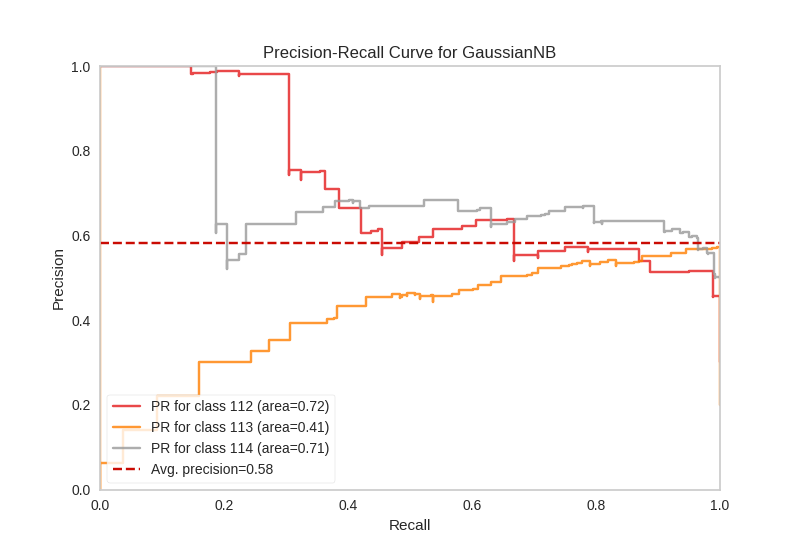 Precision-Recall Curve for GaussianNB
1.0
0.8
0.6
0.4
0.2
0.0
Precision
PR for class 112 (area=0.72)
PR for class 113 (area=0.41)
PR for class 114 (area=0.71)
Avg. precision=0.58
0.0 0.2 0.4 0.6 0.8 1.0
Recall